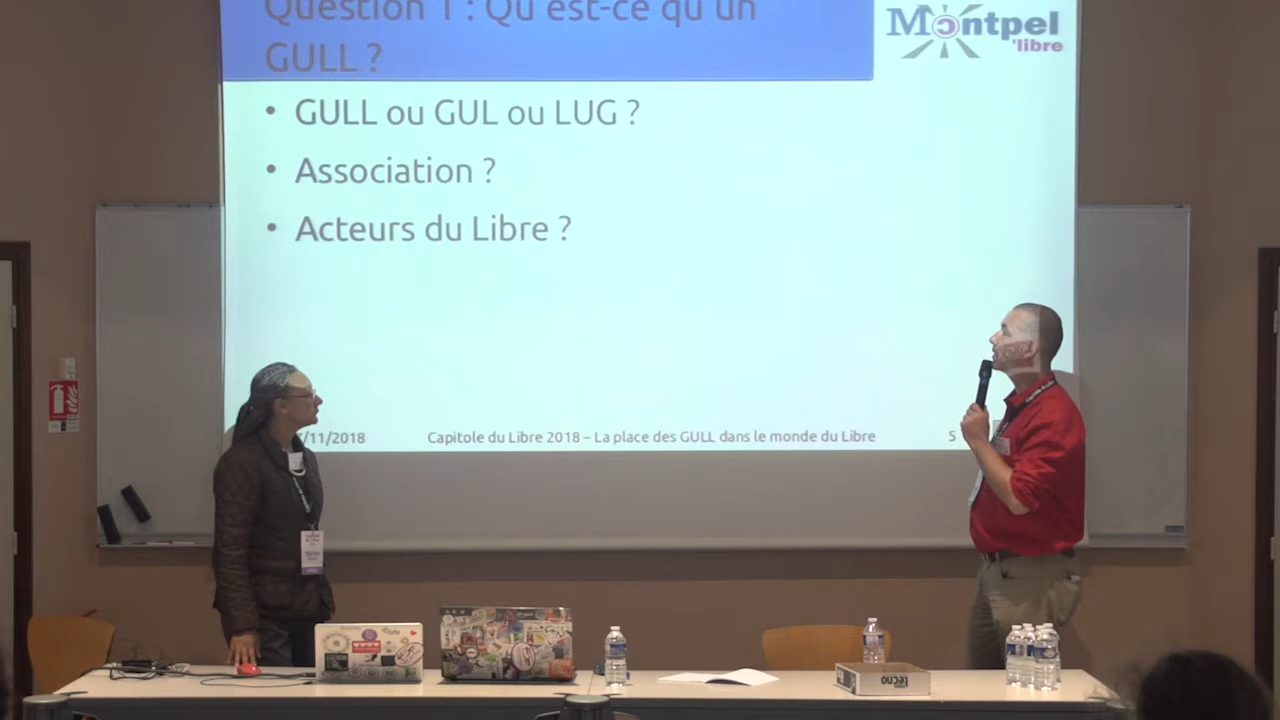 Question 1 : Qu'est-ce qu'un
GULL ?
Montpel
'libre
• GULL ou GUL ou LUG ?
• Association ?
• Acteurs du Libre ?
/11/2018
Capitole du Libre 2018 – La place des GULL dans le monde du Libre
5
tecno